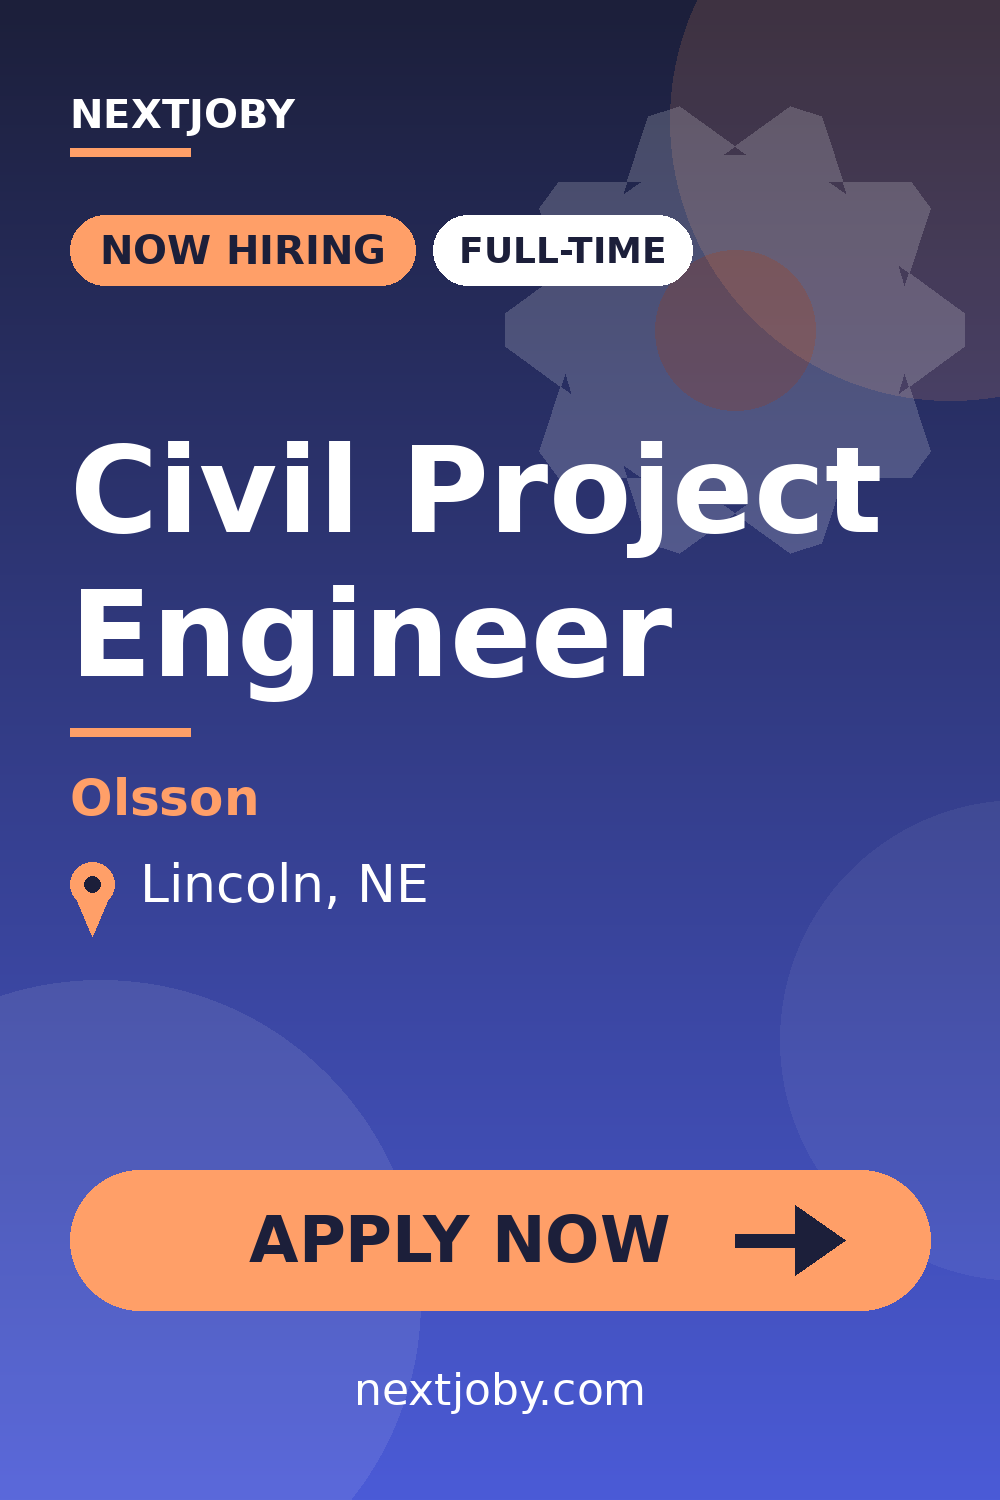 NEXTJOBY
NOW HIRING FULL-TIME
Civil Project
Engineer
Olsson
Lincoln, NE
APPLY NOW
nextjoby.com